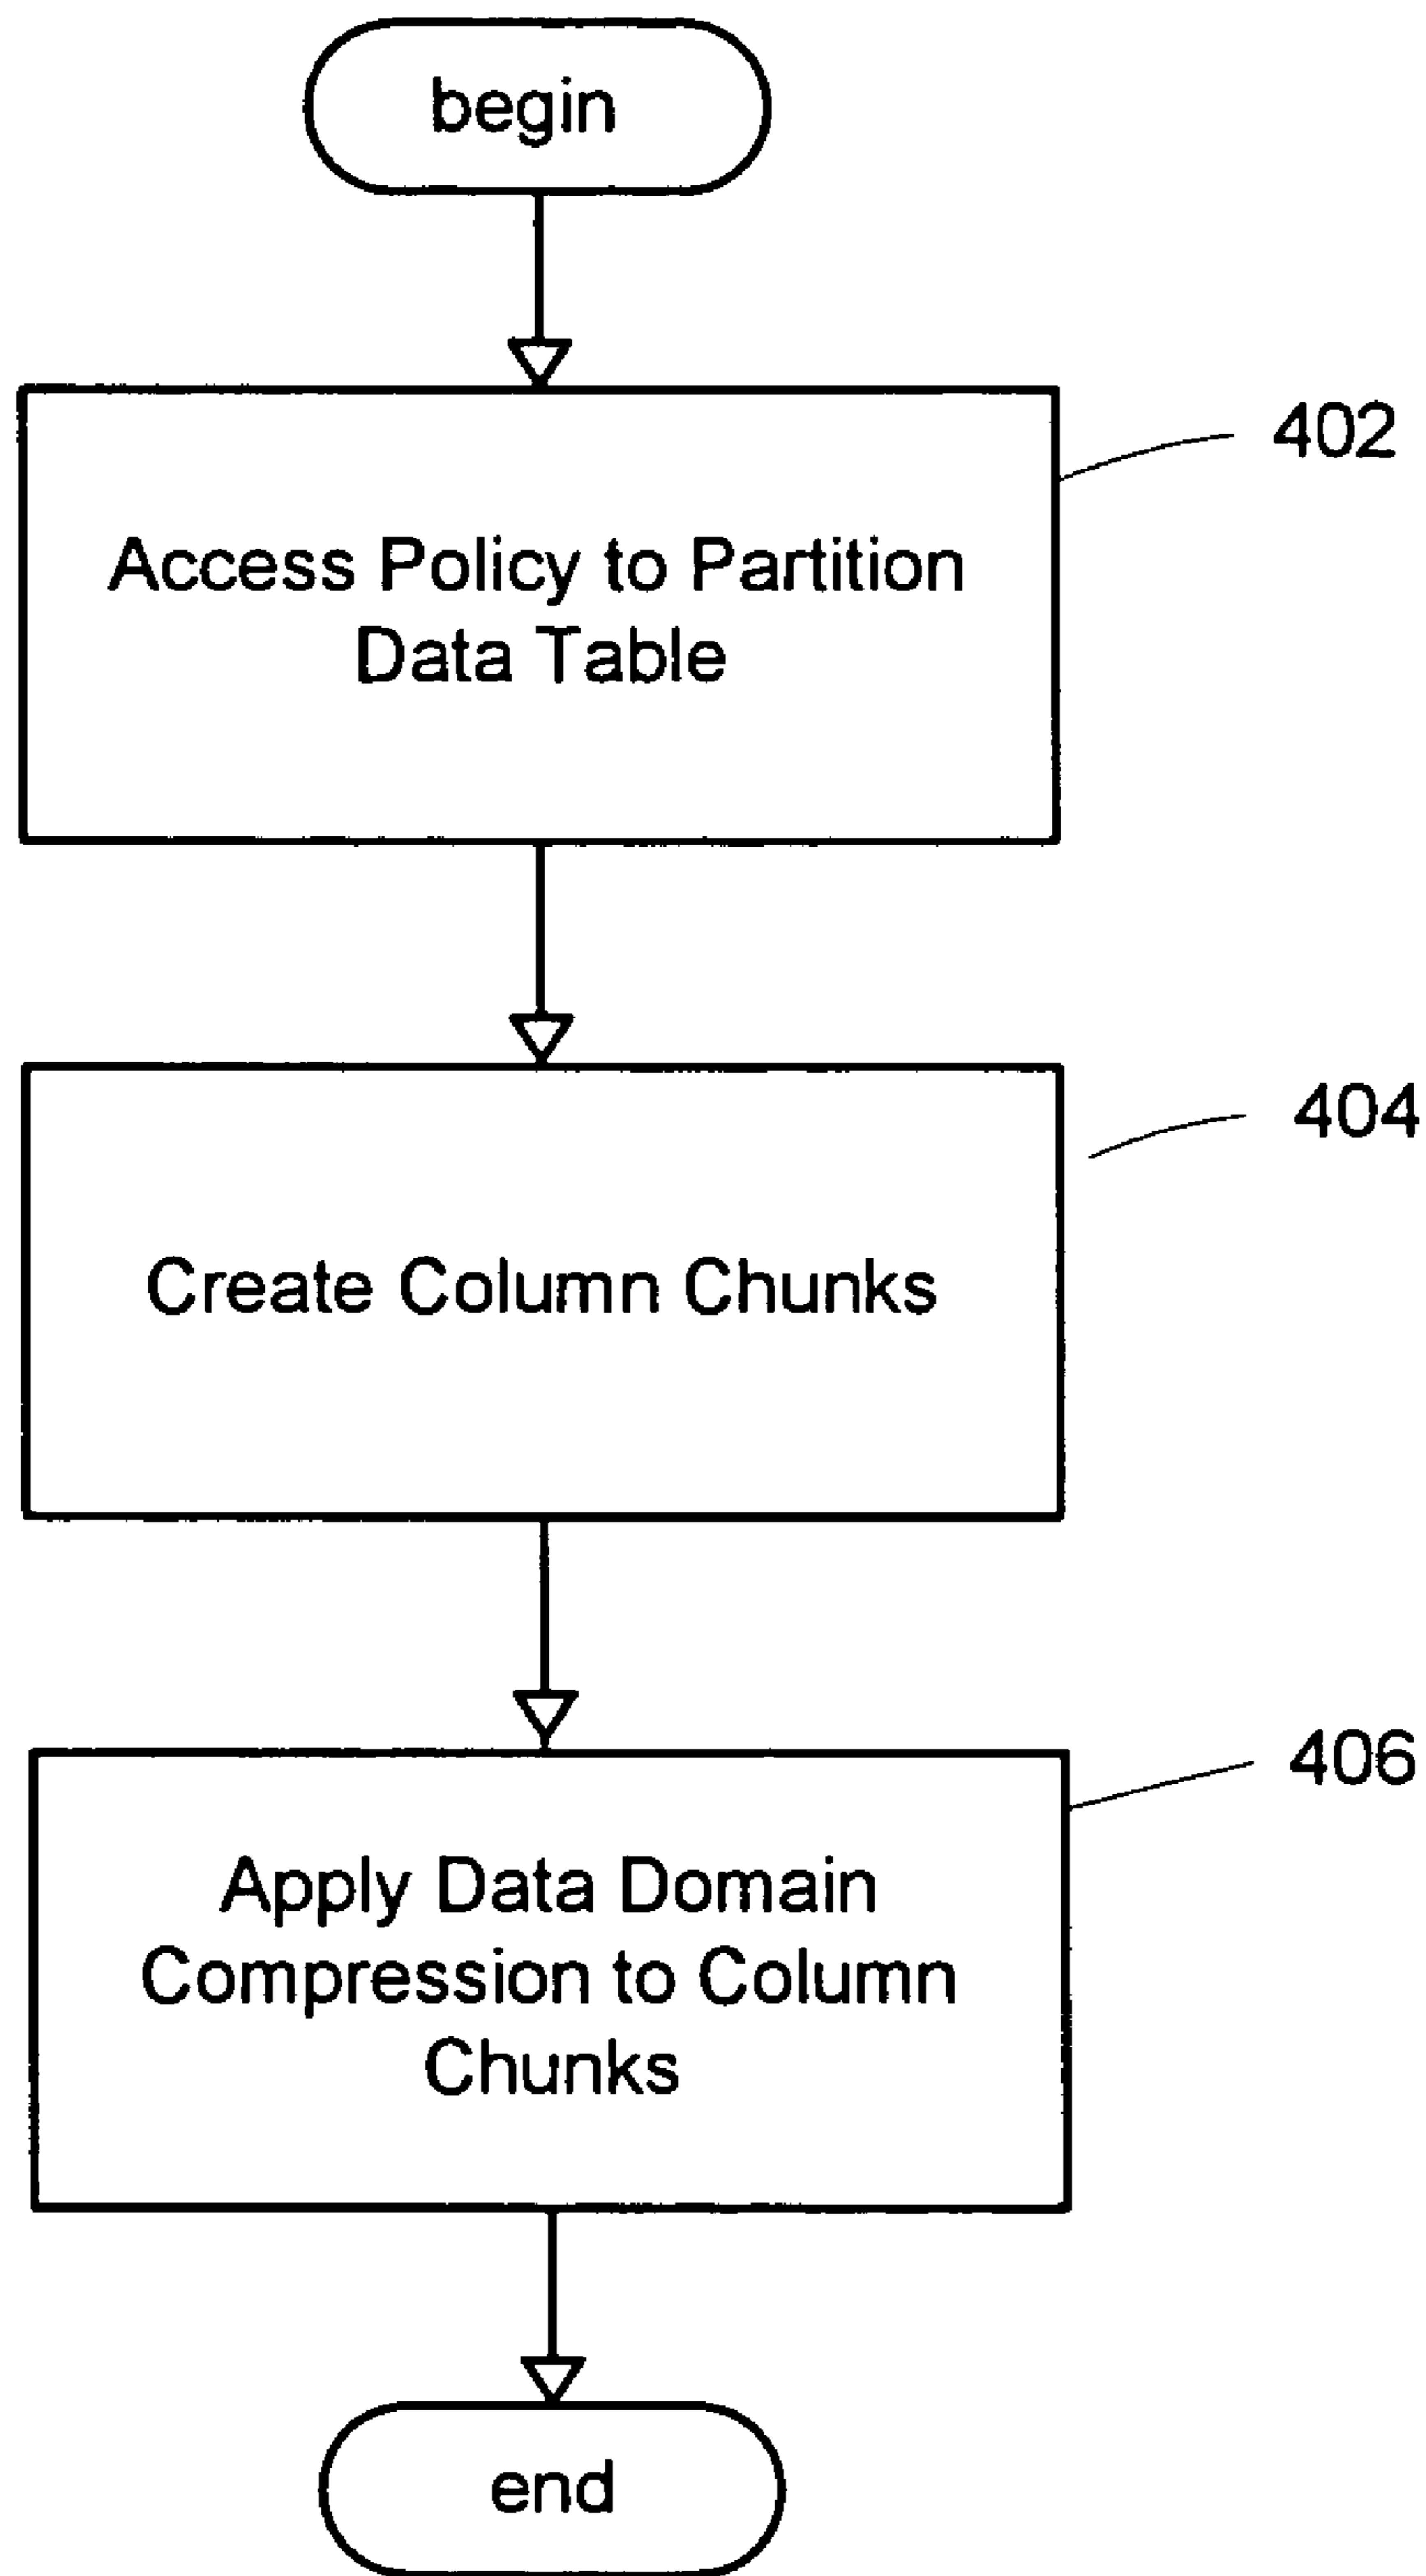 begin
402
Access Policy to Partition
Data Table
404
Create Column Chunks
406
Apply Data Domain
Compression to Column
Chunks
end